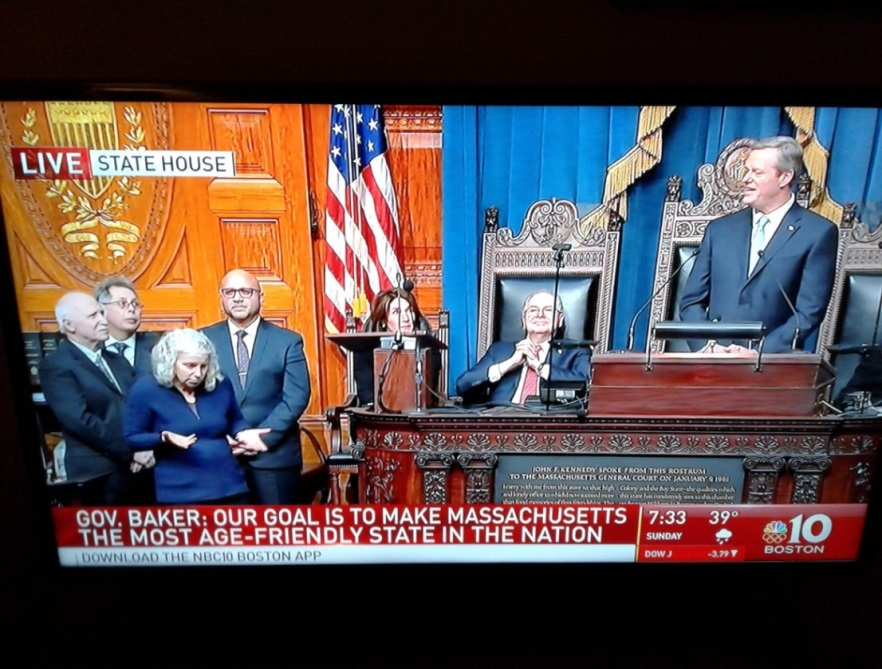 LIVE STATE HOUSE
JOHN F. KENNEDY SPOKE FROM THIS ROSTRUM
TO THE MASSACHUSETTS GENERAL COURT ON JANUARY 9 1961
GOV. BAKER: OUR GOAL IS TO MAKE MASSACHUSETTS
THE MOST AGE-FRIENDLY STATE IN THE NATION
DOWNLOAD THE NBC10 BOSTON APP
7:33 39°
SUNDAY
DOW J -3.79 ▼
10
BOSTON